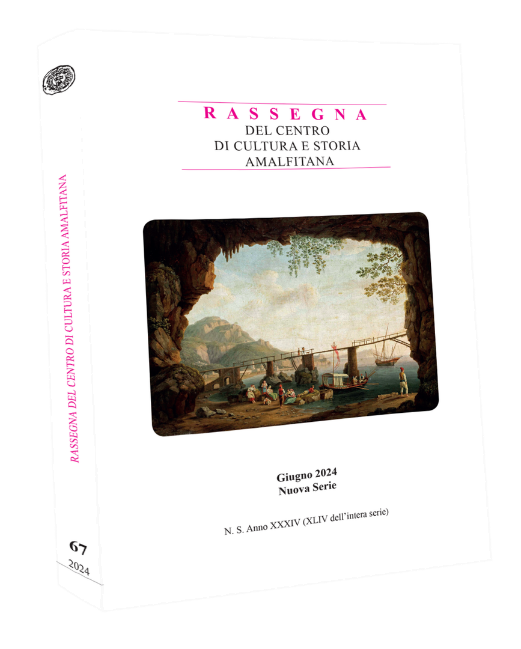 RASSEGNA
DEL CENTRO
DI CULTURA E STORIA
AMALFITANA
Giugno 2024
Nuova Serie
N. S. Anno XXXIV (XLIV dell'intera serie)
RASSEGNA DEL CENTRO DI CULTURA E STORIA AMALFITANA
67
2024